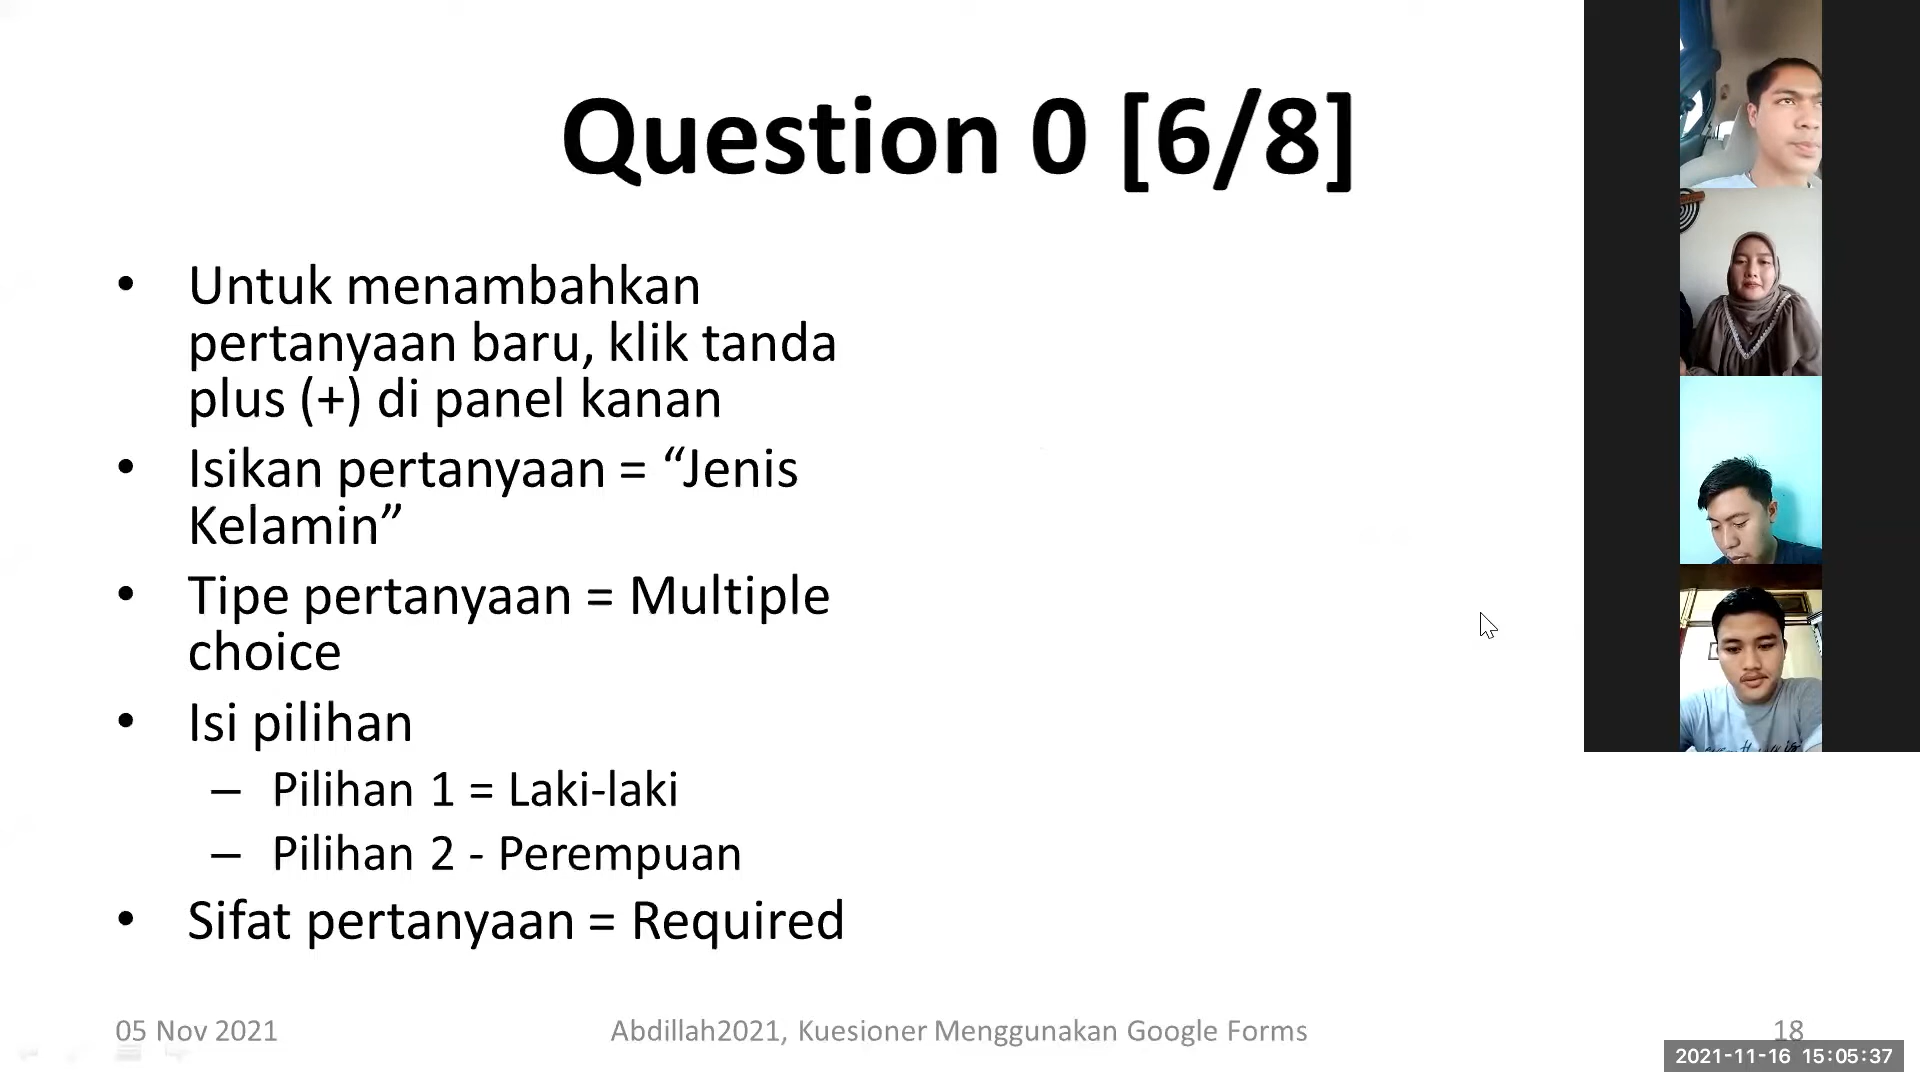 Question 0 [6/8]
• Untuk menambahkan
pertanyaan baru, klik tanda
plus (+) di panel kanan
• Isikan pertanyaan = “Jenis
Kelamin”
• Tipe pertanyaan = Multiple
choice
• Isi pilihan
– Pilihan 1 = Laki-laki
– Pilihan 2 - Perempuan
• Sifat pertanyaan = Required
05 Nov 2021
Abdillah2021, Kuesioner Menggunakan Google Forms
18
2021-11-16 15:05:37